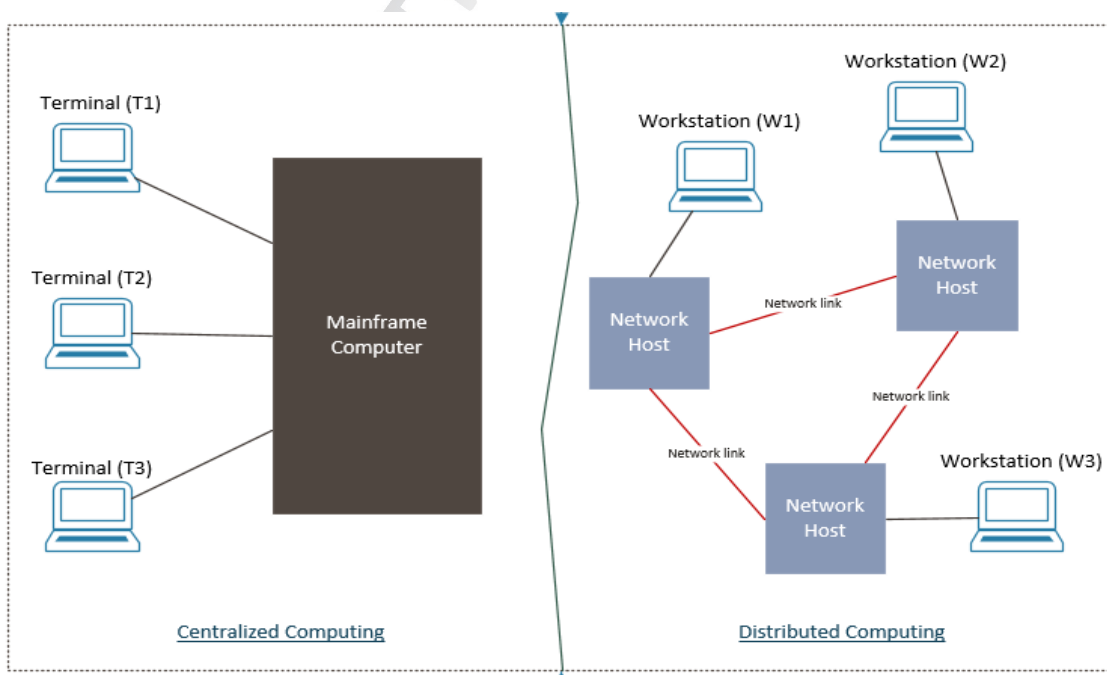 Terminal (T1)
Terminal (T2)
Terminal (T3)
Mainframe
Computer
Centralized Computing
Workstation (W2)
Workstation (W1)
Network
Host
Network link
Network
Host
Network link
Network link
Workstation (W3)
Network
Host
Distributed Computing